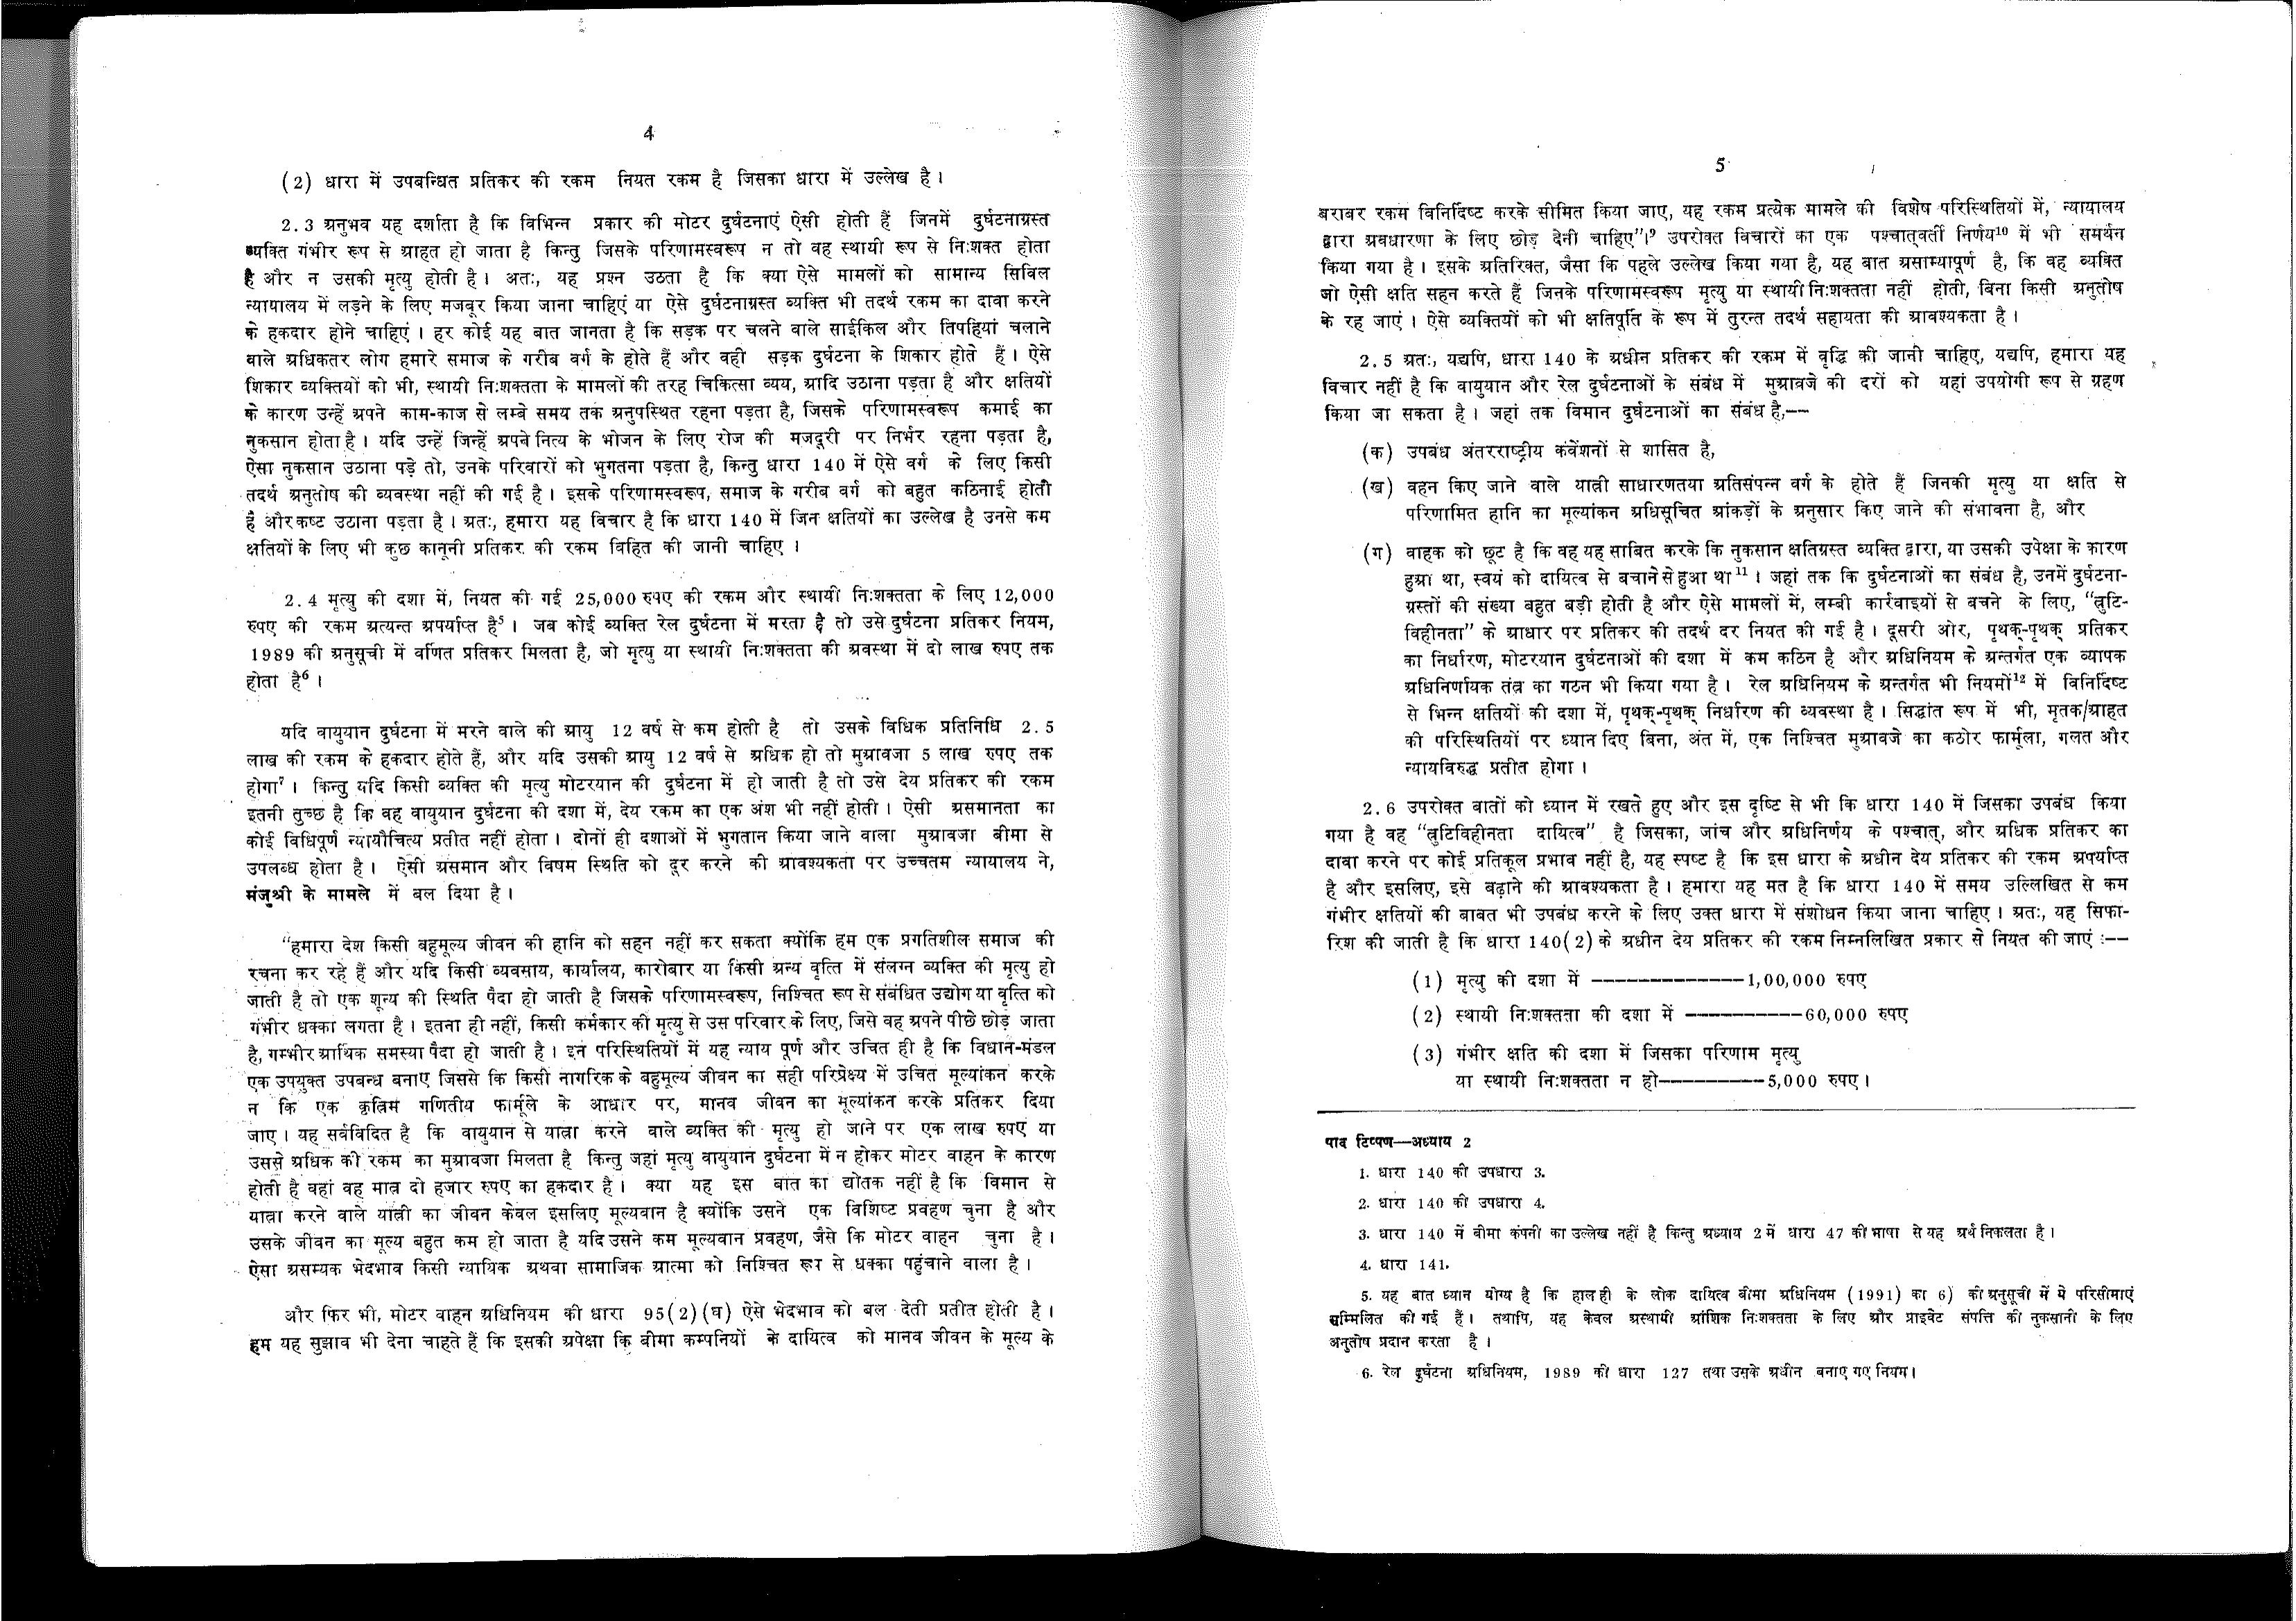 4
(2) धारा में उपबन्धित प्रतिकर की रकम नियत रकम है जिसका धारा में उल्लेख है।
2.3 अनुभव यह दर्शाता है कि विभिन्न प्रकार की मोटर दुर्घटनाएं ऐसी होती हैं जिनमें दुर्घटनाग्रस्त
व्यक्ति गंभीर रूप से आहत हो जाता है किन्तु जिसके परिणामस्वरूप न तो वह स्थायी रूप से नि:शक्त होता
है और न उसकी मृत्यु होती है। अत:, यह प्रश्न उठता है कि क्या ऐसे मामलों को सामान्य सिविल
न्यायालय में लड़ने के लिए मजबूर किया जाना चाहिएं या ऐसे दुर्घटनाग्रस्त व्यक्ति भी तदर्थ रकम का दावा करने
के हकदार होने चाहिएं। हर कोई यह बात जानता है कि सड़क पर चलने वाले साईकिल और तिपहियां चलाने
वाले अधिकतर लोग हमारे समाज के गरीब वर्ग के होते हैं और वही सड़क दुर्घटना के शिकार होते हैं। ऐसे
शिकार व्यक्तियों को भी, स्थायी नि:शक्तता के मामलों की तरह चिकित्सा व्यय, आदि उठाना पड़ता है और क्षतियों
के कारण उन्हें अपने काम-काज से लम्बे समय तक अनुपस्थित रहना पड़ता है, जिसके परिणामस्वरूप कमाई का
नुकसान होता है। यदि उन्हें जिन्हें अपने नित्य के भोजन के लिए रोज की मजदूरी पर निर्भर रहना पड़ता है,
ऐसा नुकसान उठाना पड़े तो, उनके परिवारों को भुगतना पड़ता है, किन्तु धारा 140 में ऐसे वर्ग के लिए किसी
तदर्थ अनुतोष की व्यवस्था नहीं की गई है। इसके परिणामस्वरूप, समाज के गरीब वर्ग को बहुत कठिनाई होती
है और कष्ट उठाना पड़ता है। अत:, हमारा यह विचार है कि धारा 140 में जिन क्षतियों का उल्लेख है उनसे कम
क्षतियों के लिए भी कुछ कानूनी प्रतिकर की रकम विहित की जानी चाहिए।
2.4 मृत्यु की दशा में, नियत की गई 25,000 रुपए की रकम और स्थायी नि:शक्तता के लिए 12,000
रुपए की रकम अत्यन्त अपर्याप्त है⁵। जब कोई व्यक्ति रेल दुर्घटना में मरता है तो उसे दुर्घटना प्रतिकर नियम,
1989 की अनुसूची में वर्णित प्रतिकर मिलता है, जो मृत्यु या स्थायी नि:शक्तता की अवस्था में दो लाख रुपए तक
होता है⁶।
यदि वायुयान दुर्घटना में मरने वाले की आयु 12 वर्ष से कम होती है तो उसके विधिक प्रतिनिधि 2.5
लाख की रकम के हकदार होते हैं, और यदि उसकी आयु 12 वर्ष से अधिक हो तो मुआवजा 5 लाख रुपए तक
होगा⁷। किन्तु यदि किसी व्यक्ति की मृत्यु मोटरयान की दुर्घटना में हो जाती है तो उसे देय प्रतिकर की रकम
इतनी तुच्छ है कि वह वायुयान दुर्घटना की दशा में, देय रकम का एक अंश भी नहीं होती। ऐसी असमानता का
कोई विधिपूर्ण न्यायौचित्य प्रतीत नहीं होता। दोनों ही दशाओं में भुगतान किया जाने वाला मुआवजा बीमा से
उपलब्ध होता है। ऐसी असमान और विषम स्थिति को दूर करने की आवश्यकता पर उच्चतम न्यायालय ने,
मंजुश्री के मामले में बल दिया है।
"हमारा देश किसी बहुमूल्य जीवन की हानि को सहन नहीं कर सकता क्योंकि हम एक प्रगतिशील समाज की
रचना कर रहे हैं और यदि किसी व्यवसाय, कार्यालय, कारोबार या किसी अन्य वृत्ति में संलग्न व्यक्ति की मृत्यु हो
जाती है तो एक शून्य की स्थिति पैदा हो जाती है जिसके परिणामस्वरूप, निश्चित रूप से संबंधित उद्योग या वृत्ति को
गंभीर धक्का लगता है। इतना ही नहीं, किसी कर्मकार की मृत्यु से उस परिवार के लिए, जिसे वह अपने पीछे छोड़ जाता
है, गम्भीर आर्थिक समस्या पैदा हो जाती है। इन परिस्थितियों में यह न्याय पूर्ण और उचित ही है कि विधान-मंडल
एक उपयुक्त उपबन्ध बनाए जिससे कि किसी नागरिक के बहुमूल्य जीवन का सही परिप्रेक्ष्य में उचित मूल्यांकन करके
न कि एक कृत्रिम गणितीय फार्मूले के आधार पर, मानव जीवन का मूल्यांकन करके प्रतिकर दिया
जाए। यह सर्वविदित है कि वायुयान से यात्रा करने वाले व्यक्ति की मृत्यु हो जाने पर एक लाख रुपए या
उससे अधिक की रकम का मुआवजा मिलता है किन्तु जहां मृत्यु वायुयान दुर्घटना में न होकर मोटर वाहन के कारण
होती है वहां वह मात्र दो हजार रुपए का हकदार है। क्या यह इस बात का द्योतक नहीं है कि विमान से
यात्रा करने वाले यात्री का जीवन केवल इसलिए मूल्यवान है क्योंकि उसने एक विशिष्ट प्रवहण चुना है और
उसके जीवन का मूल्य बहुत कम हो जाता है यदि उसने कम मूल्यवान प्रवहण, जैसे कि मोटर वाहन चुना है।
ऐसा असम्यक भेदभाव किसी न्यायिक अथवा सामाजिक आत्मा को निश्चित रूप से धक्का पहुंचाने वाला है।
और फिर भी, मोटर वाहन अधिनियम की धारा 95(2)(घ) ऐसे भेदभाव को बल देती प्रतीत होती है।
हम यह सुझाव भी देना चाहते हैं कि इसकी अपेक्षा कि बीमा कम्पनियों के दायित्व को मानव जीवन के मूल्य के
5
बराबर रकम विनिर्दिष्ट करके सीमित किया जाए, यह रकम प्रत्येक मामले की विशेष परिस्थितियों में, न्यायालय
द्वारा अवधारणा के लिए छोड़ देनी चाहिए"।⁹ उपरोक्त विचारों का एक पश्चात्‌वर्ती निर्णय¹⁰ में भी समर्थन
किया गया है। इसके अतिरिक्त, जैसा कि पहले उल्लेख किया गया है, यह बात असाम्यापूर्ण है, कि वह व्यक्ति
जो ऐसी क्षति सहन करते हैं जिनके परिणामस्वरूप मृत्यु या स्थायी नि:शक्तता नहीं होती, बिना किसी अनुतोष
के रह जाएं। ऐसे व्यक्तियों को भी क्षतिपूर्ति के रूप में तुरन्त तदर्थ सहायता की आवश्यकता है।
2.5 अत:, यद्यपि, धारा 140 के अधीन प्रतिकर की रकम में वृद्धि की जानी चाहिए, यद्यपि, हमारा यह
विचार नहीं है कि वायुयान और रेल दुर्घटनाओं के संबंध में मुआवजे की दरों को यहां उपयोगी रूप से ग्रहण
किया जा सकता है। जहां तक विमान दुर्घटनाओं का संबंध है,--
(क) उपबंध अंतरराष्ट्रीय कंवेंशनों से शासित है,
(ख) वहन किए जाने वाले यात्री साधारणतया अतिसंपन्न वर्ग के होते हैं जिनकी मृत्यु या क्षति से
परिणामित हानि का मूल्यांकन अधिसूचित आंकड़ों के अनुसार किए जाने की संभावना है, और
(ग) वाहक को छूट है कि वह यह साबित करके कि नुकसान क्षतिग्रस्त व्यक्ति द्वारा, या उसकी उपेक्षा के कारण
हुआ था, स्वयं को दायित्व से बचाने से हुआ था¹¹। जहां तक कि दुर्घटनाओं का संबंध है, उनमें दुर्घटना-
ग्रस्तों की संख्या बहुत बड़ी होती है और ऐसे मामलों में, लम्बी कार्रवाइयों से बचने के लिए, "त्रुटि-
विहीनता" के आधार पर प्रतिकर की तदर्थ दर नियत की गई है। दूसरी ओर, पृथक्-पृथक् प्रतिकर
का निर्धारण, मोटरयान दुर्घटनाओं की दशा में कम कठिन है और अधिनियम के अन्तर्गत एक व्यापक
अधिनिर्णायक तंत्र का गठन भी किया गया है। रेल अधिनियम के अन्तर्गत भी नियमों¹² में विनिर्दिष्ट
से भिन्न क्षतियों की दशा में, पृथक्-पृथक् निर्धारण की व्यवस्था है। सिद्धांत रूप में भी, मृतक/आहत
की परिस्थितियों पर ध्यान दिए बिना, अंत में, एक निश्चित मुआवजे का कठोर फार्मूला, गलत और
न्यायविरुद्ध प्रतीत होगा।
2.6 उपरोक्त बातों को ध्यान में रखते हुए और इस दृष्टि से भी कि धारा 140 में जिसका उपबंध किया
गया है वह "त्रुटिविहीनता दायित्व" है जिसका, जांच और अधिनिर्णय के पश्चात्, और अधिक प्रतिकर का
दावा करने पर कोई प्रतिकूल प्रभाव नहीं है, यह स्पष्ट है कि इस धारा के अधीन देय प्रतिकर की रकम अपर्याप्त
है और इसलिए, इसे बढ़ाने की आवश्यकता है। हमारा यह मत है कि धारा 140 में समय उल्लिखित से कम
गंभीर क्षतियों की बाबत भी उपबंध करने के लिए उक्त धारा में संशोधन किया जाना चाहिए। अत:, यह सिफा-
रिश की जाती है कि धारा 140(2) के अधीन देय प्रतिकर की रकम निम्नलिखित प्रकार से नियत की जाएं :--
(1) मृत्यु की दशा में -------------1,00,000 रुपए
(2) स्थायी नि:शक्तता की दशा में ----------60,000 रुपए
(3) गंभीर क्षति की दशा में जिसका परिणाम मृत्यु
या स्थायी नि:शक्तता न हो---------5,000 रुपए।
पाद टिप्पण—अध्याय 2
1. धारा 140 की उपधारा 3.
2. धारा 140 की उपधारा 4.
3. धारा 140 में बीमा कंपनी का उल्लेख नहीं है किन्तु अध्याय 2 में धारा 47 की भाषा से यह अर्थ निकलता है।
4. धारा 141.
5. यह बात ध्यान योग्य है कि हाल ही के लोक दायित्व बीमा अधिनियम (1991) का 6) की अनुसूची में ये परिसीमाएं
सम्मिलित की गई हैं। तथापि, यह केवल अस्थायी आंशिक नि:शक्तता के लिए और प्राइवेट संपत्ति की नुकसानी के लिए
अनुतोष प्रदान करता है।
6. रेल दुर्घटना अधिनियम, 1989 की धारा 127 तथा उसके अधीन बनाए गए नियम।